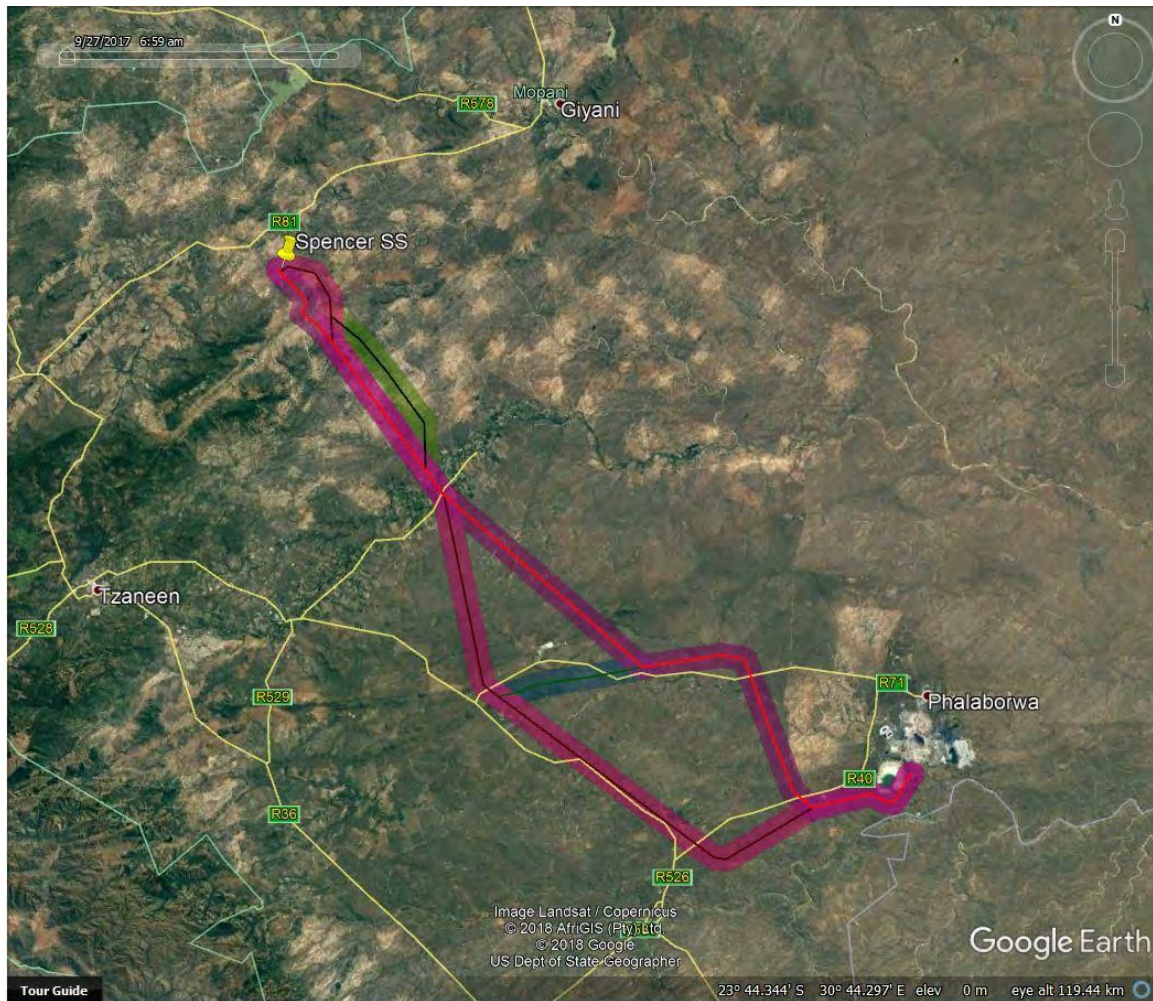 9/27/2017 6:59 am
N
Mopani
R578
Giyani
R81
Spencer SS
Tzaneen
R528
R71
R529
Phalaborwa
R40
R36
R526
Image Landsat / Copernicus
© 2018 AfriGIS (Pty) Ltd.
© 2018 Google
US Dept of State Geographer
Google Earth
Tour Guide
23° 44.344' S 30° 44.297' E elev 0 m eye alt 119.44 km